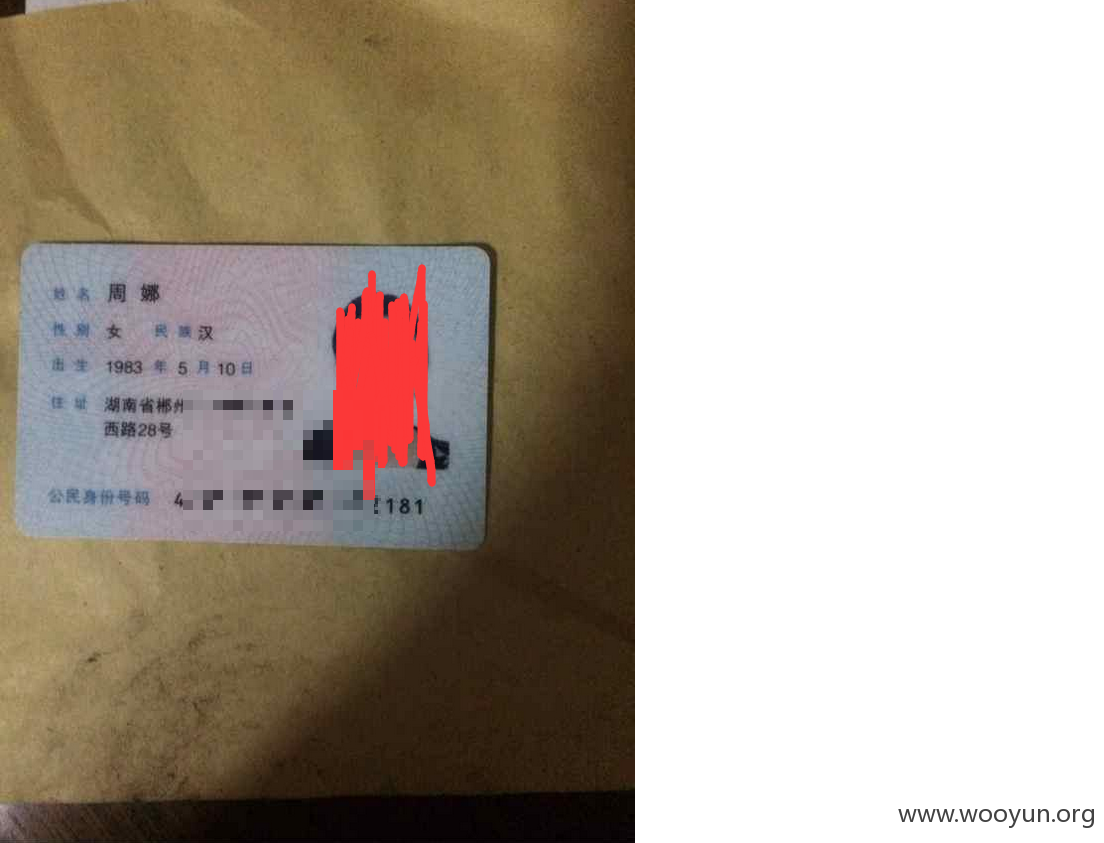 姓名 周娜
性别 女 民族 汉
出生 1983 年 5 月 10 日
住址 湖南省郴州
西路28号
公民身份号码 4 181
www.wooyun.org